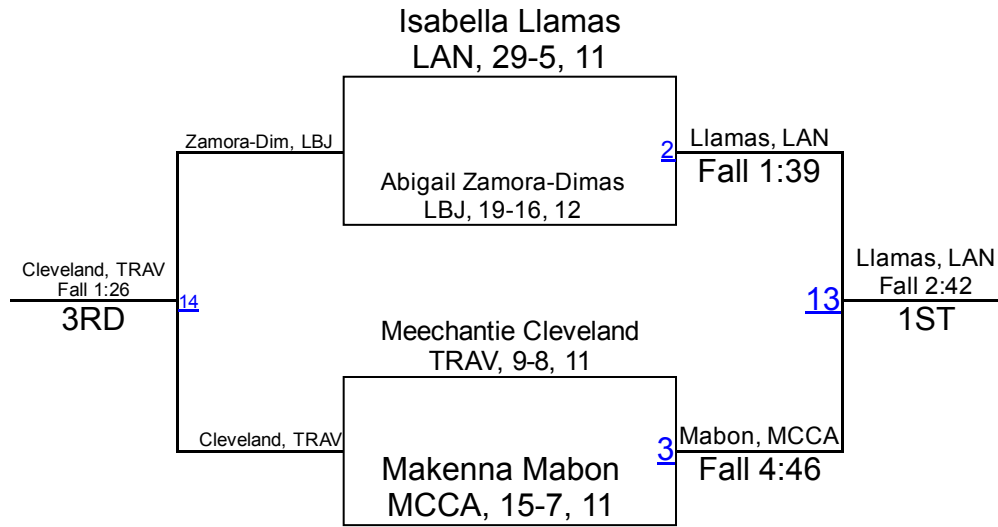 Isabella Llamas
LAN, 29-5, 11
Zamora-Dim, LBJ
2
Llamas, LAN
Fall 1:39
Abigail Zamora-Dimas
LBJ, 19-16, 12
Cleveland, TRAV
Fall 1:26
3RD
14
13
Llamas, LAN
Fall 2:42
1ST
Meechantie Cleveland
TRAV, 9-8, 11
Cleveland, TRAV
3
Mabon, MCCA
Fall 4:46
Makenna Mabon
MCCA, 15-7, 11